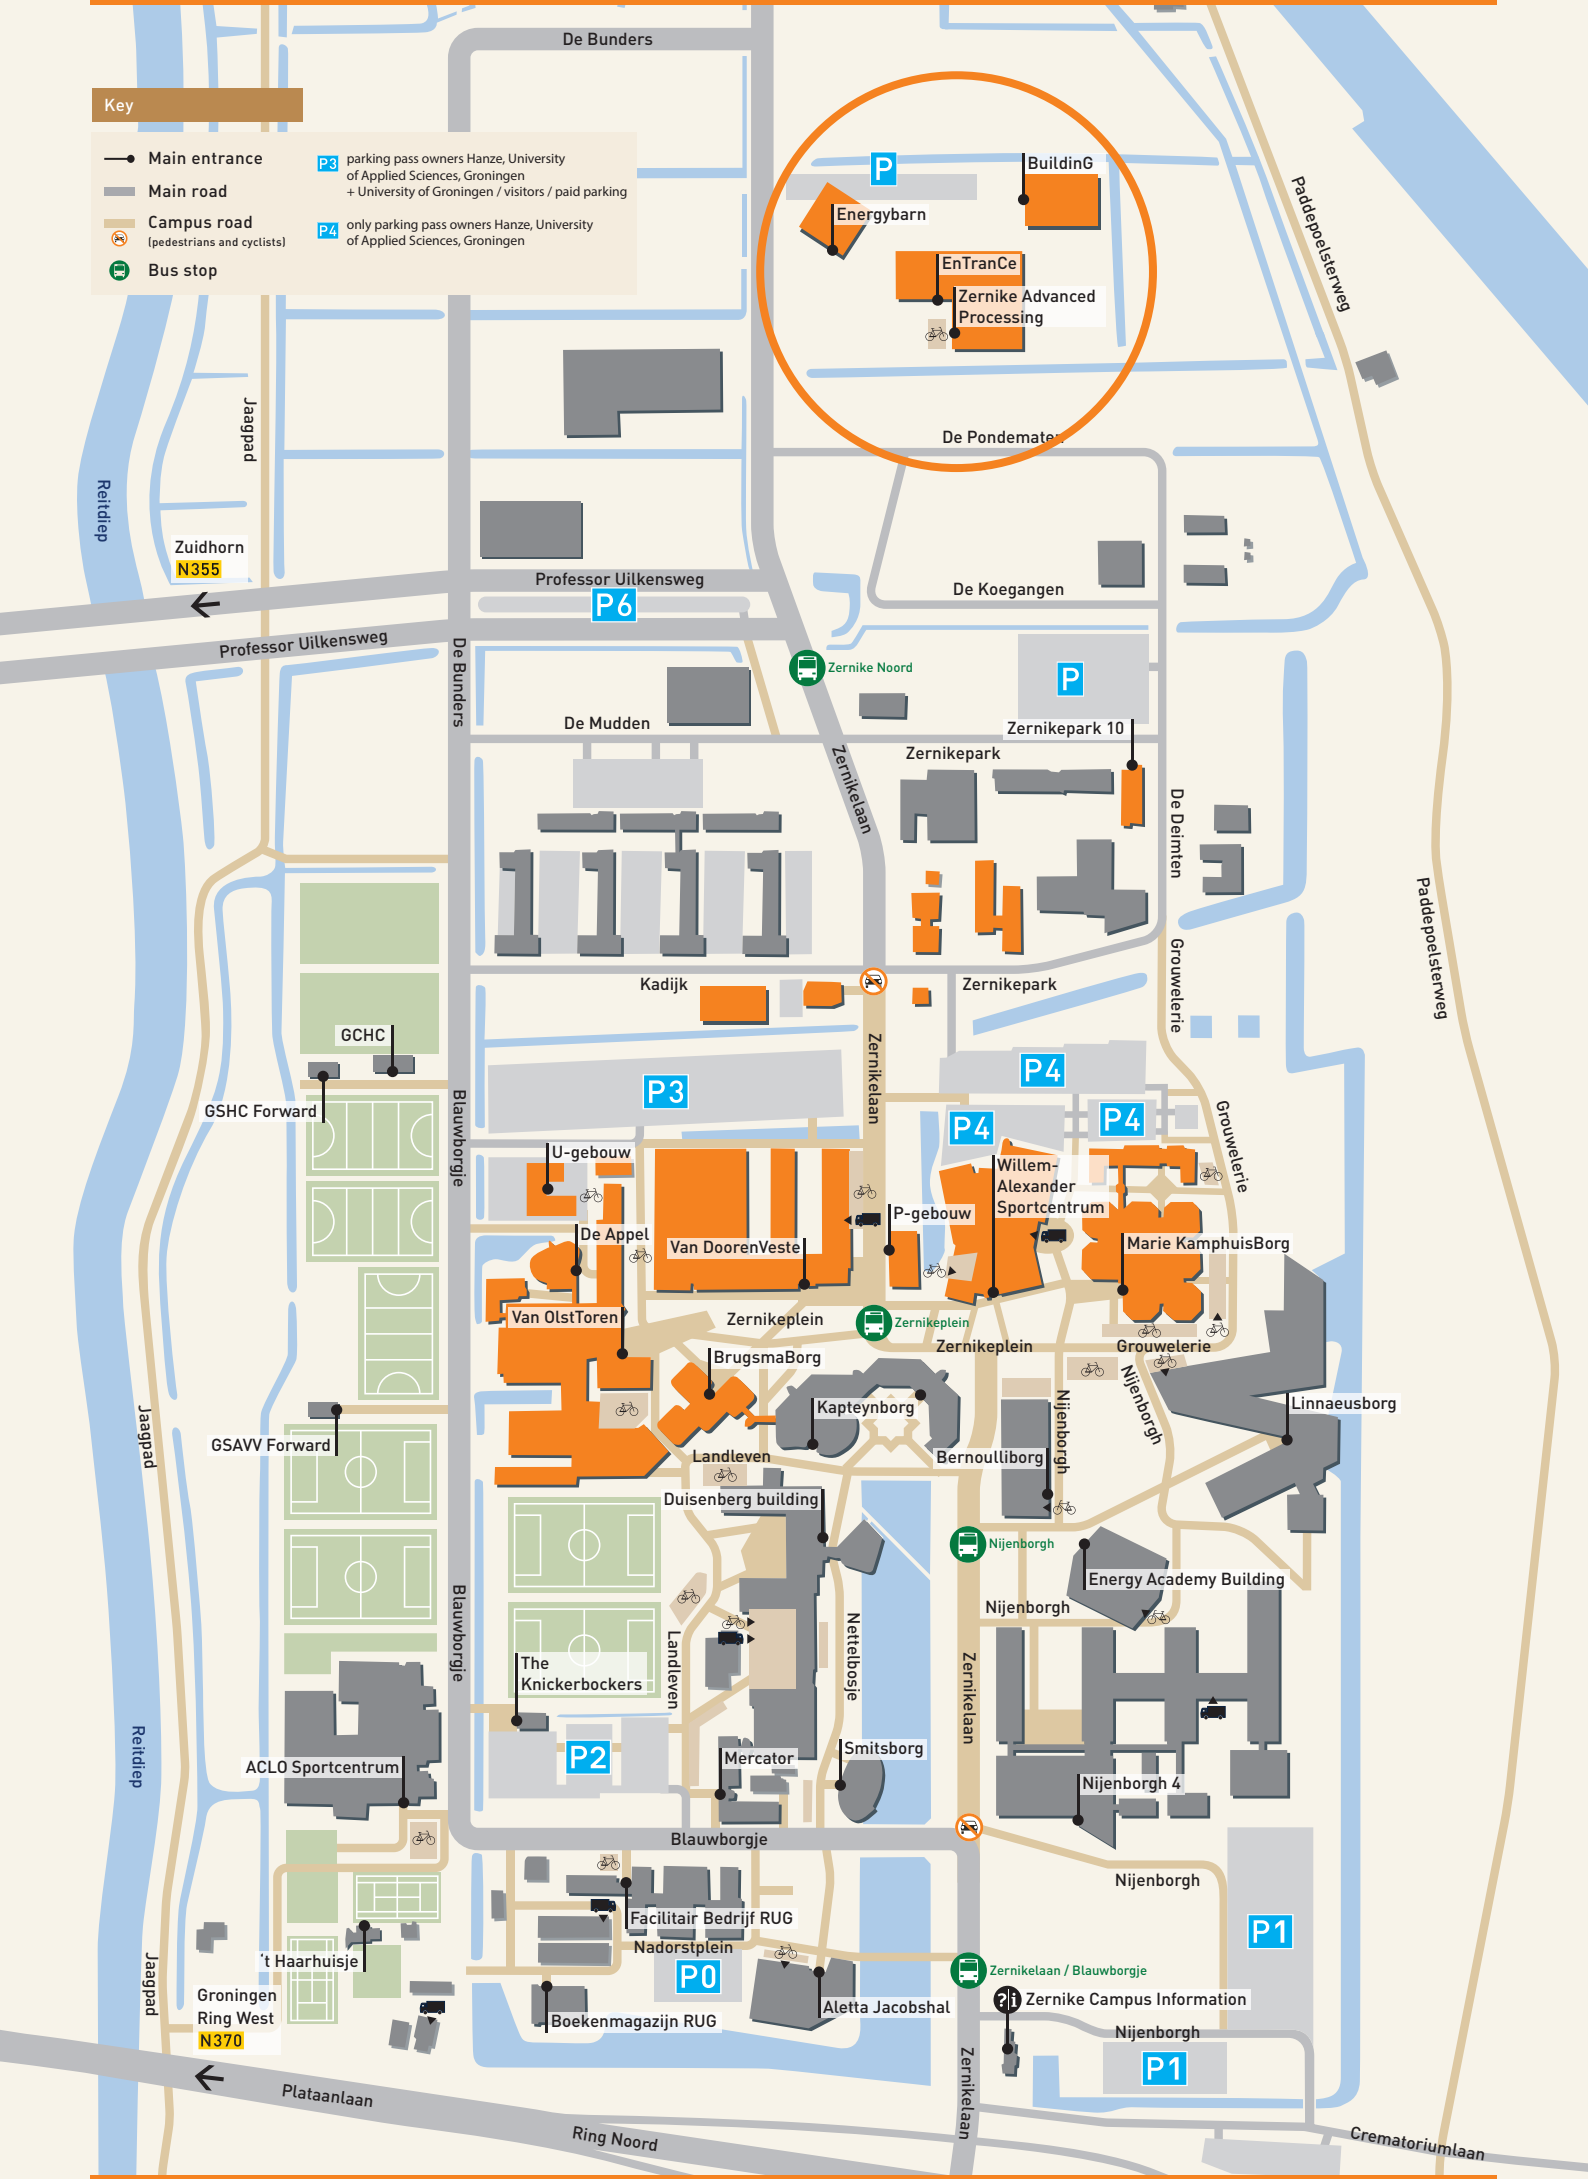 De Bunders
Key
Main entrance
Main road
Campus road
(pedestrians and cyclists)
Bus stop
P3 parking pass owners Hanze, University
of Applied Sciences, Groningen
+ University of Groningen / visitors / paid parking
P4 only parking pass owners Hanze, University
of Applied Sciences, Groningen
P
BuildinG
Energybarn
EnTranCe
Zernike Advanced
Processing
Paddepoelsterweg
Jaagpad
De Pondematen
Reitdiep
Zuidhorn
N355
Professor Uilkensweg
P6
De Koegangen
Professor Uilkensweg
De Bunders
Zernike Noord
P
De Mudden
Zernikepark 10
Zernikepark
Zernikelaan
De Deimten
Paddepoelsterweg
Grouwelerie
Kadijk
Zernikepark
GCHC
Zernikelaan
P3
P4
GSHC Forward
Blauwborgje
P4
P4
Grouwelerie
U-gebouw
Willem-
Alexander
Sportcentrum
P-gebouw
De Appel
Van DoorenVeste
Marie KamphuisBorg
Van OlstToren
Zernikeplein
Zernikeplein
Zernikeplein
Grouwelerie
BrugsmaBorg
Nijenborgh
Nijenborgh
Kapteynborg
Linnaeusborg
Jaagpad
GSAVV Forward
Landleven
Bernoulliborg
Duisenberg building
Nijenborgh
Energy Academy Building
Blauwborgje
Nijenborgh
Landleven
Nettelbosje
Zernikelaan
The
Knickerbockers
Reitdiep
P2
Mercator
Smitsborg
ACLO Sportcentrum
Nijenborgh 4
Blauwborgje
Nijenborgh
Facilitair Bedrijf RUG
P1
Nadorstplein
't Haarhuisje
P0
Zernikelaan / Blauwborgje
Jaagpad
Groningen
Ring West
N370
?i Zernike Campus Information
Aletta Jacobshal
Boekenmagazijn RUG
Nijenborgh
P1
Zernikelaan
Plataanlaan
Ring Noord
Crematoriumlaan